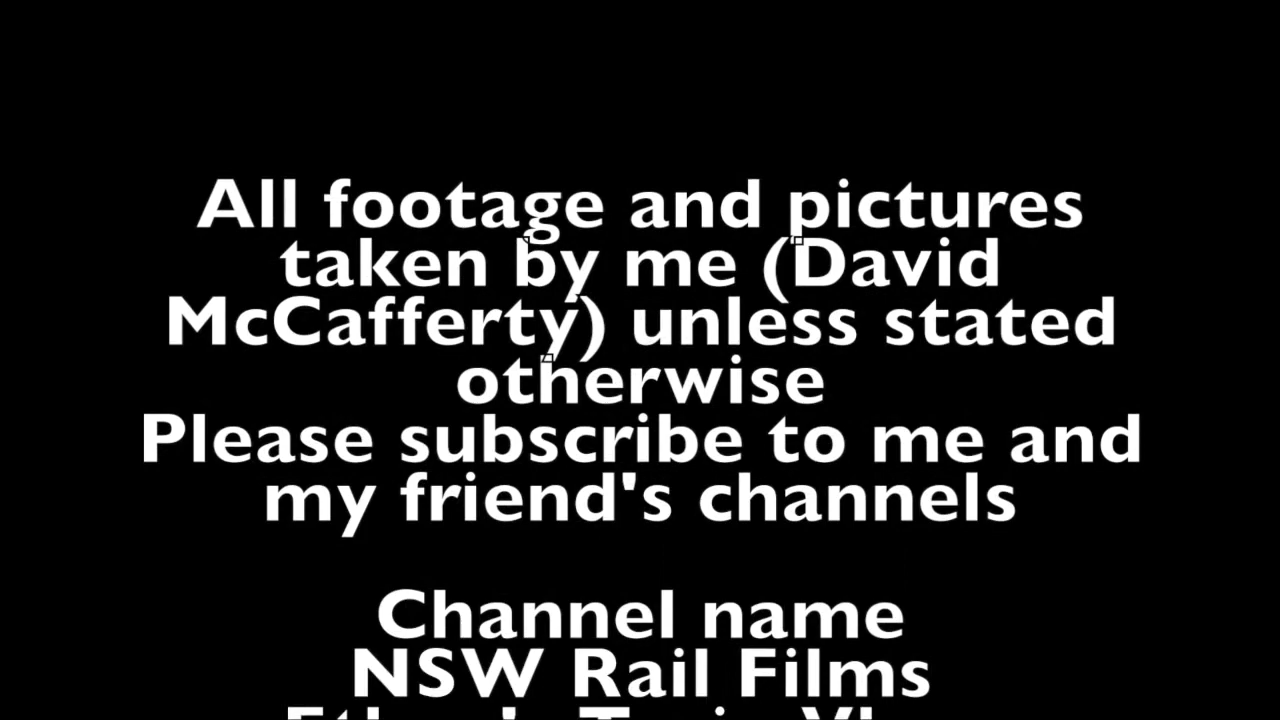 All footage and pictures
taken by me (David
McCafferty) unless stated
otherwise
Please subscribe to me and
my friend's channels
Channel name
NSW Rail Films